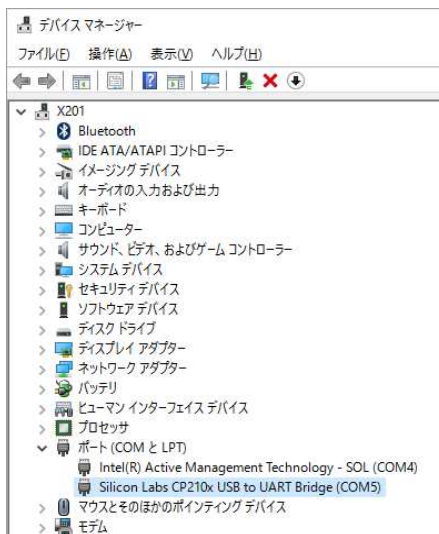 デバイス マネージャー
ファイル(F) 操作(A) 表示(V) ヘルプ(H)
X201
Bluetooth
IDE ATA/ATAPI コントローラー
イメージング デバイス
オーディオの入力および出力
キーボード
コンピューター
サウンド、ビデオ、およびゲーム コントローラー
システム デバイス
セキュリティ デバイス
ソフトウェア デバイス
ディスク ドライブ
ディスプレイ アダプター
ネットワーク アダプター
バッテリ
ヒューマン インターフェイス デバイス
プロセッサ
ポート (COM と LPT)
Intel(R) Active Management Technology - SOL (COM4)
Silicon Labs CP210x USB to UART Bridge (COM5)
マウスとそのほかのポインティング デバイス
モデム